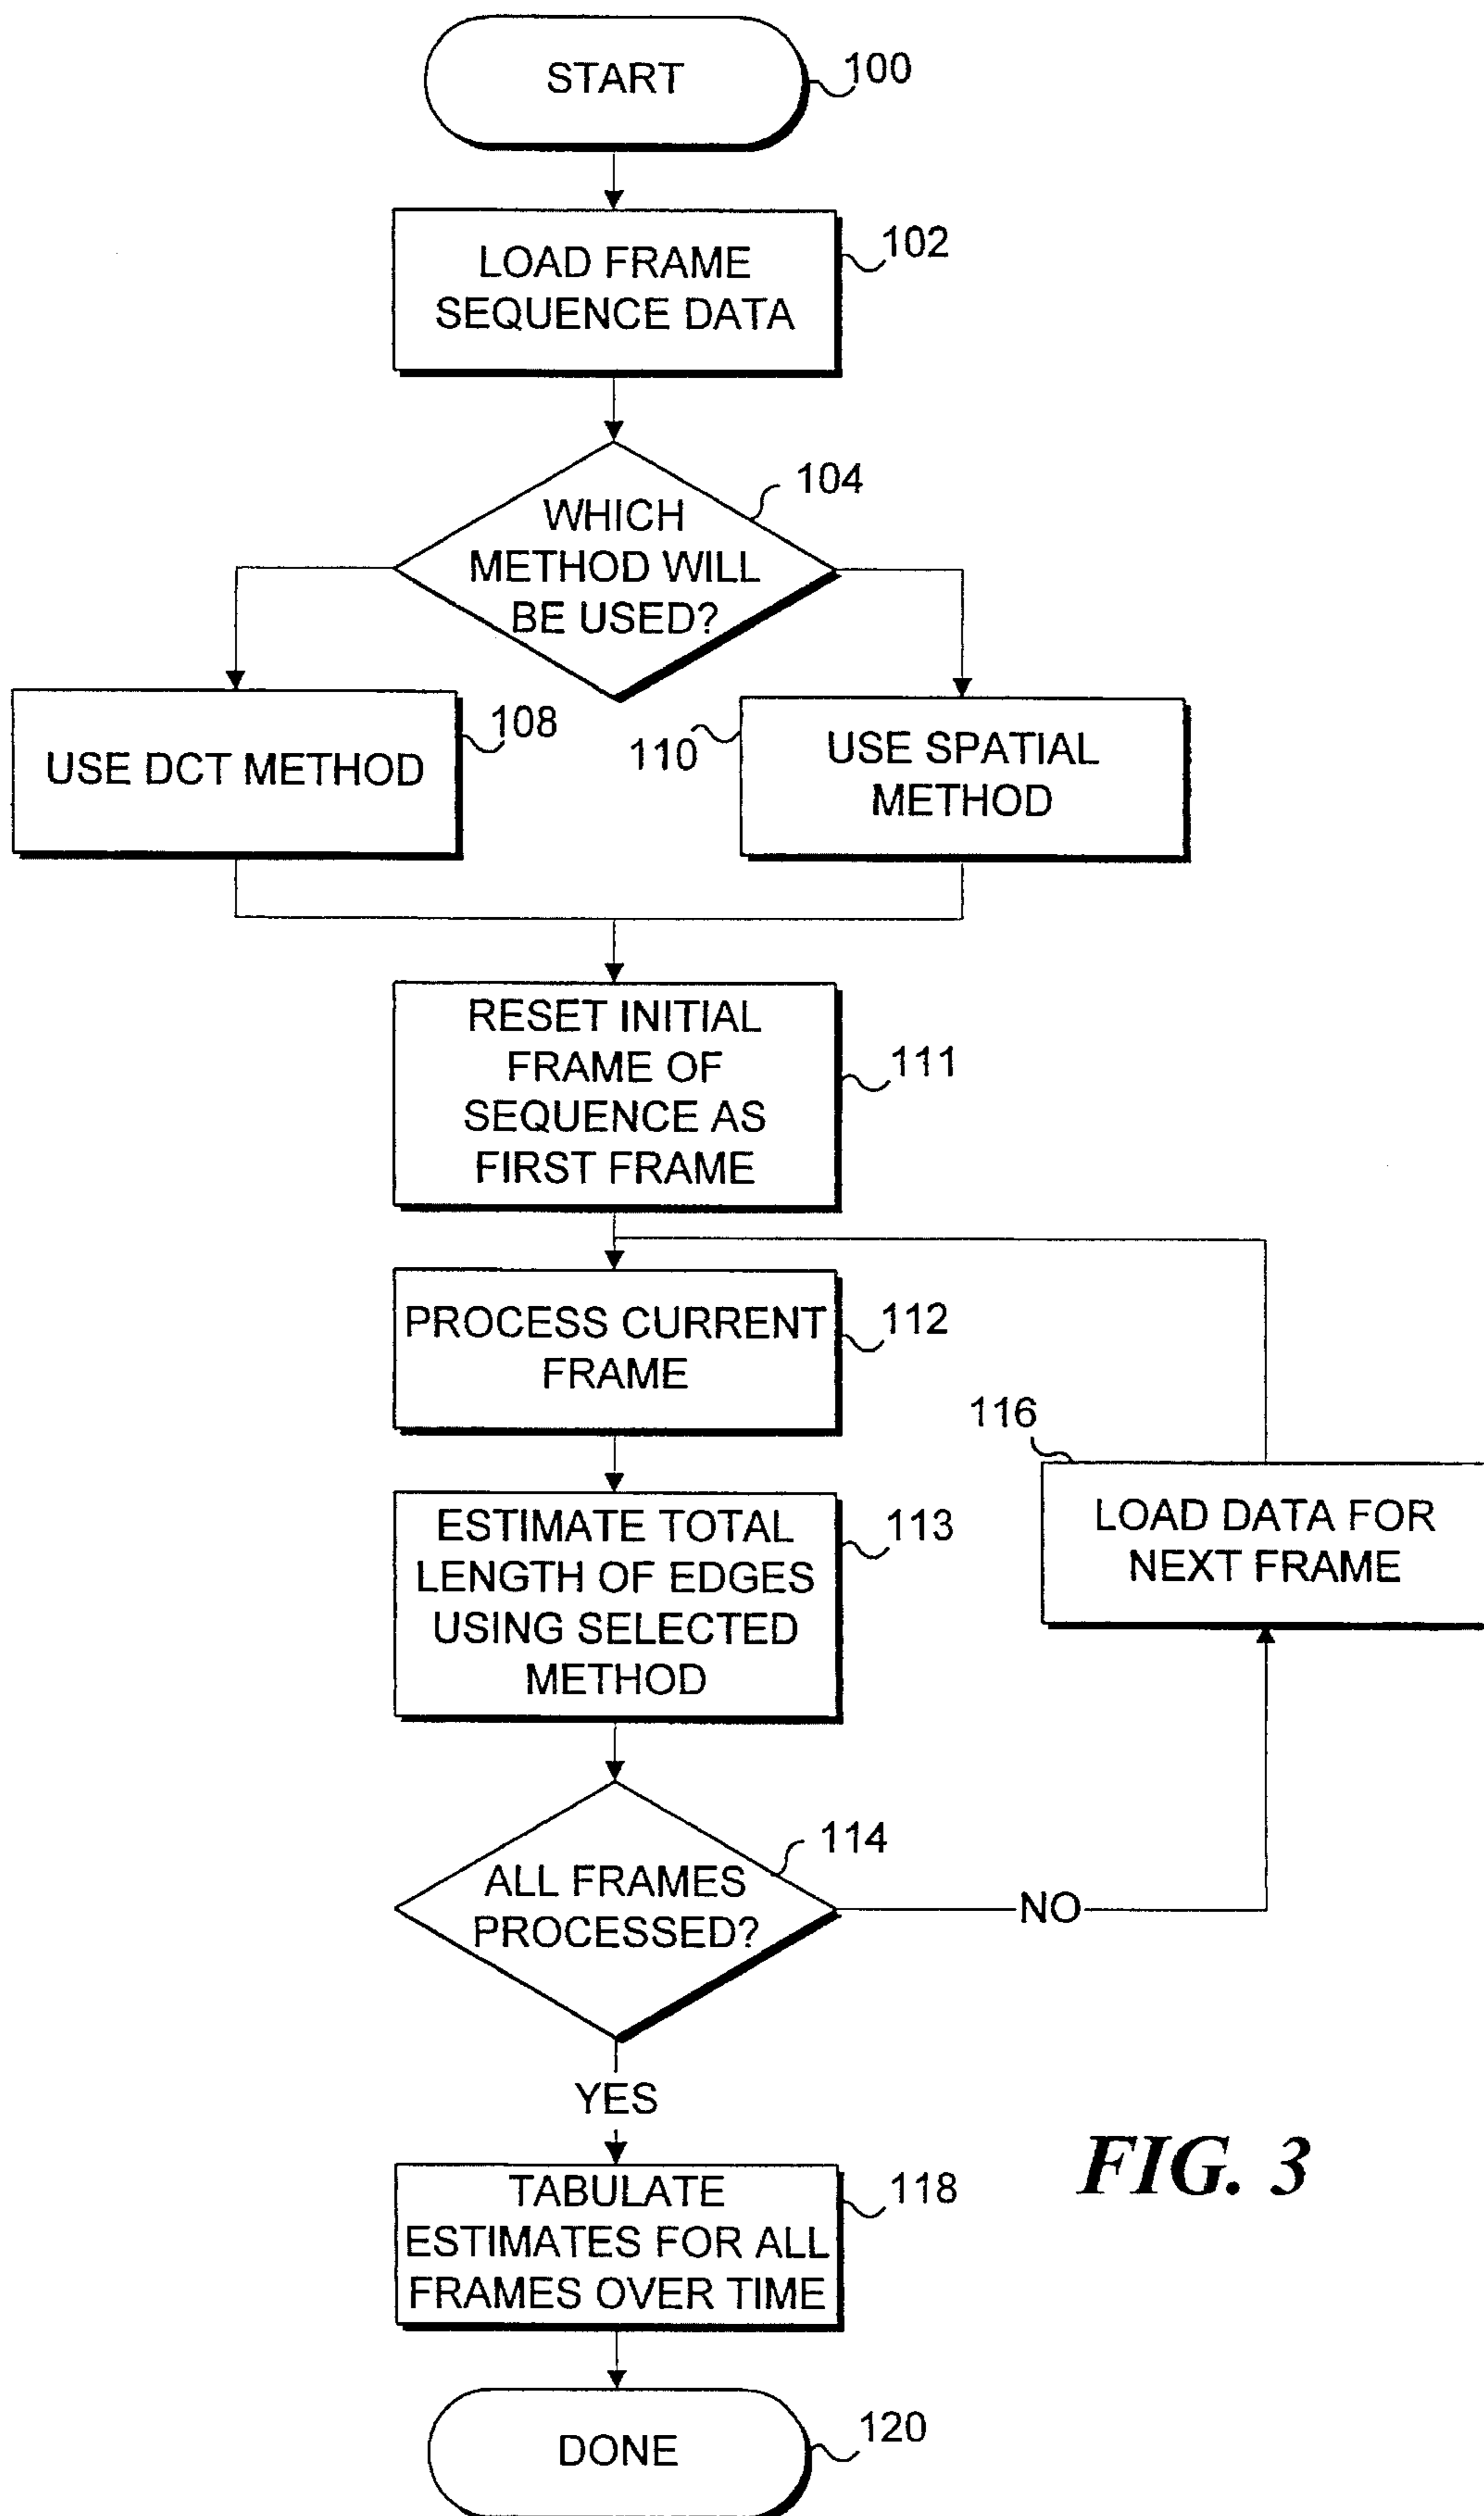 START
100
LOAD FRAME
SEQUENCE DATA
102
104
WHICH
METHOD WILL
BE USED?
USE DCT METHOD
108
110
USE SPATIAL
METHOD
RESET INITIAL
FRAME OF
SEQUENCE AS
FIRST FRAME
111
PROCESS CURRENT
FRAME
112
116
LOAD DATA FOR
NEXT FRAME
ESTIMATE TOTAL
LENGTH OF EDGES
USING SELECTED
METHOD
113
114
ALL FRAMES
PROCESSED?
NO
YES
TABULATE
ESTIMATES FOR ALL
FRAMES OVER TIME
118
FIG. 3
DONE
120